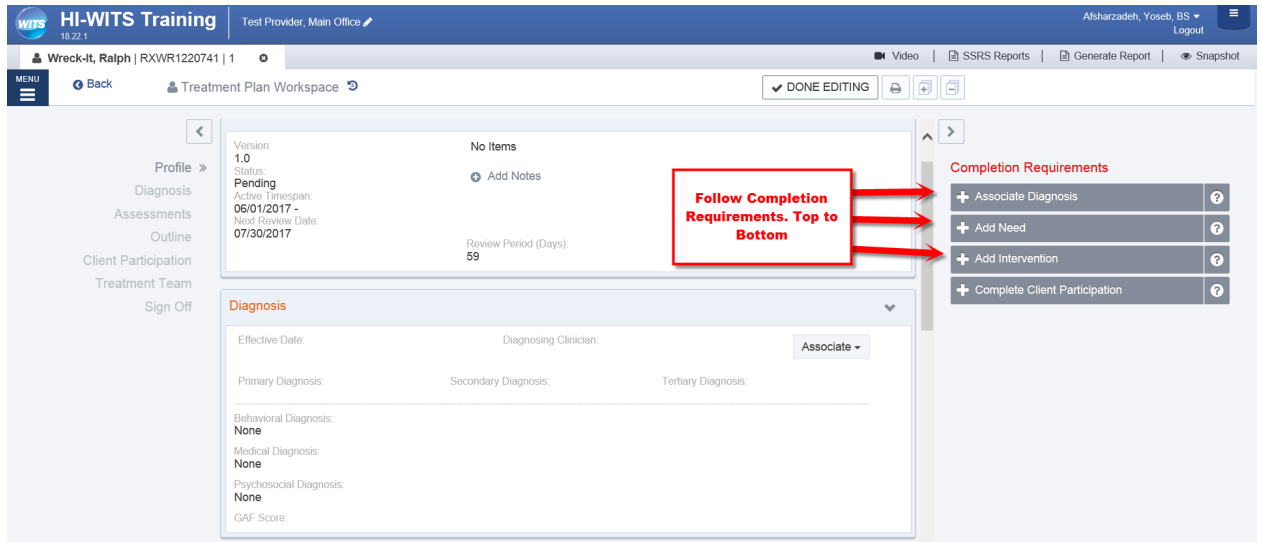 WITS
HI-WITS Training
18.22.1
Test Provider, Main Office
Afsharzadeh, Yoseb, BS
Logout
Wreck-It, Ralph | RXWR1220741 | 1
Video | SSRS Reports | Generate Report | Snapshot
MENU
Back
Treatment Plan Workspace
DONE EDITING
Profile »
Diagnosis
Assessments
Outline
Client Participation
Treatment Team
Sign Off
Version:
1.0
Status:
Pending
Active Timespan:
06/01/2017 -
Next Review Date:
07/30/2017
No Items
Add Notes
Review Period (Days):
59
Follow Completion
Requirements. Top to
Bottom
Completion Requirements
Associate Diagnosis
Add Need
Add Intervention
Complete Client Participation
Diagnosis
Effective Date:
Diagnosing Clinician:
Associate
Primary Diagnosis:
Secondary Diagnosis:
Tertiary Diagnosis:
Behavioral Diagnosis:
None
Medical Diagnosis:
None
Psychosocial Diagnosis:
None
GAF Score: